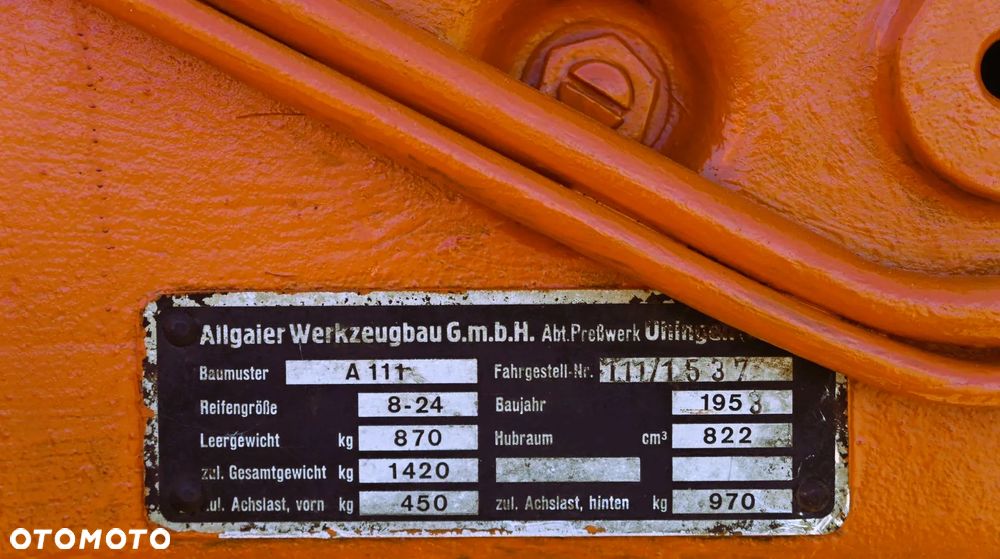 Allgaier Werkzeugbau G.m.b.H. Abt. Preßwerk Uhingen
Baumuster A 111 Fahrgestell-Nr. 111/1537
Reifengröße 8-24 Baujahr 1953
Leergewicht kg 870 Hubraum cm³ 822
zul. Gesamtgewicht kg 1420
zul. Achslast, vorn kg 450 zul. Achslast, hinten kg 970
OTOMOTO